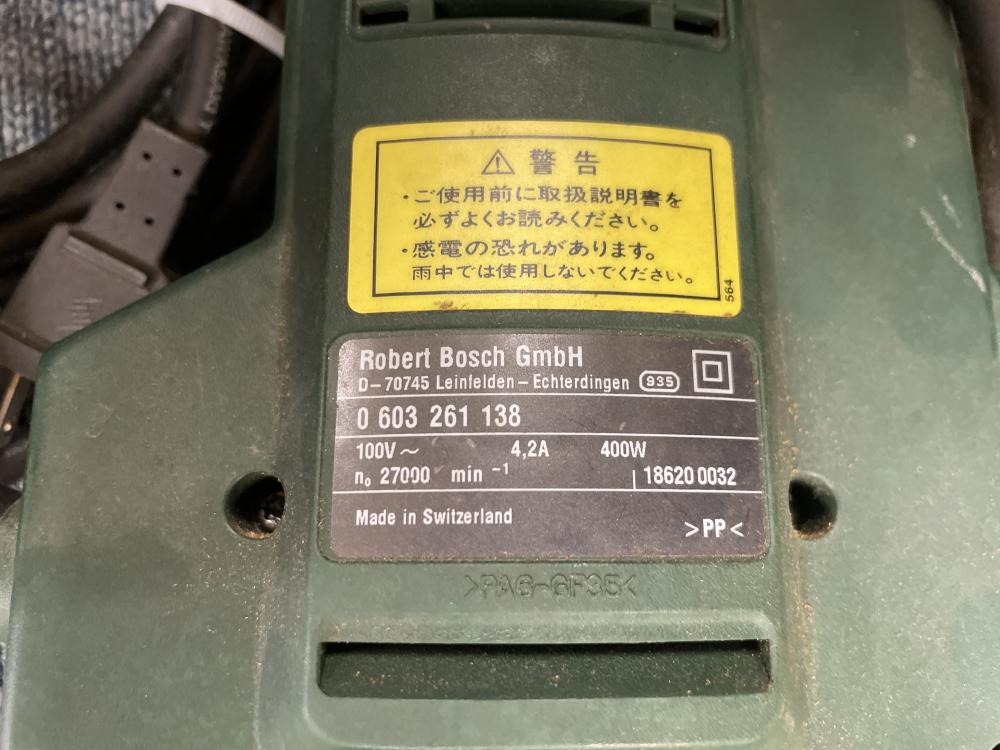 ⚠ 警告
・ご使用前に取扱説明書を
必ずよくお読みください。
・感電の恐れがあります。
雨中では使用しないでください。
564
Robert Bosch GmbH
D–70745 Leinfelden – Echterdingen 935
0 603 261 138
100V ~ 4,2A 400W
n₀ 27000 min ⁻¹ 18620 0032
Made in Switzerland
>PP<
>PA6-GF35<